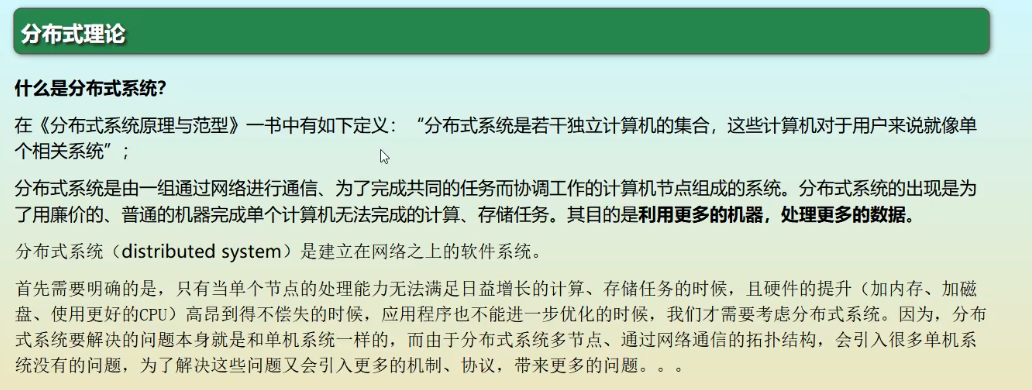 分布式理论
什么是分布式系统？
在《分布式系统原理与范型》一书中有如下定义：“分布式系统是若干独立计算机的集合，这些计算机对于用户来说就像单
个相关系统”；
分布式系统是由一组通过网络进行通信、为了完成共同的任务而协调工作的计算机节点组成的系统。分布式系统的出现是为
了用廉价的、普通的机器完成单个计算机无法完成的计算、存储任务。其目的是利用更多的机器，处理更多的数据。
分布式系统（distributed system）是建立在网络之上的软件系统。
首先需要明确的是，只有当单个节点的处理能力无法满足日益增长的计算、存储任务的时候，且硬件的提升（加内存、加磁
盘、使用更好的CPU）高昂到得不偿失的时候，应用程序也不能进一步优化的时候，我们才需要考虑分布式系统。因为，分布
式系统要解决的问题本身就是和单机系统一样的，而由于分布式系统多节点、通过网络通信的拓扑结构，会引入很多单机系
统没有的问题，为了解决这些问题又会引入更多的机制、协议，带来更多的问题。。。